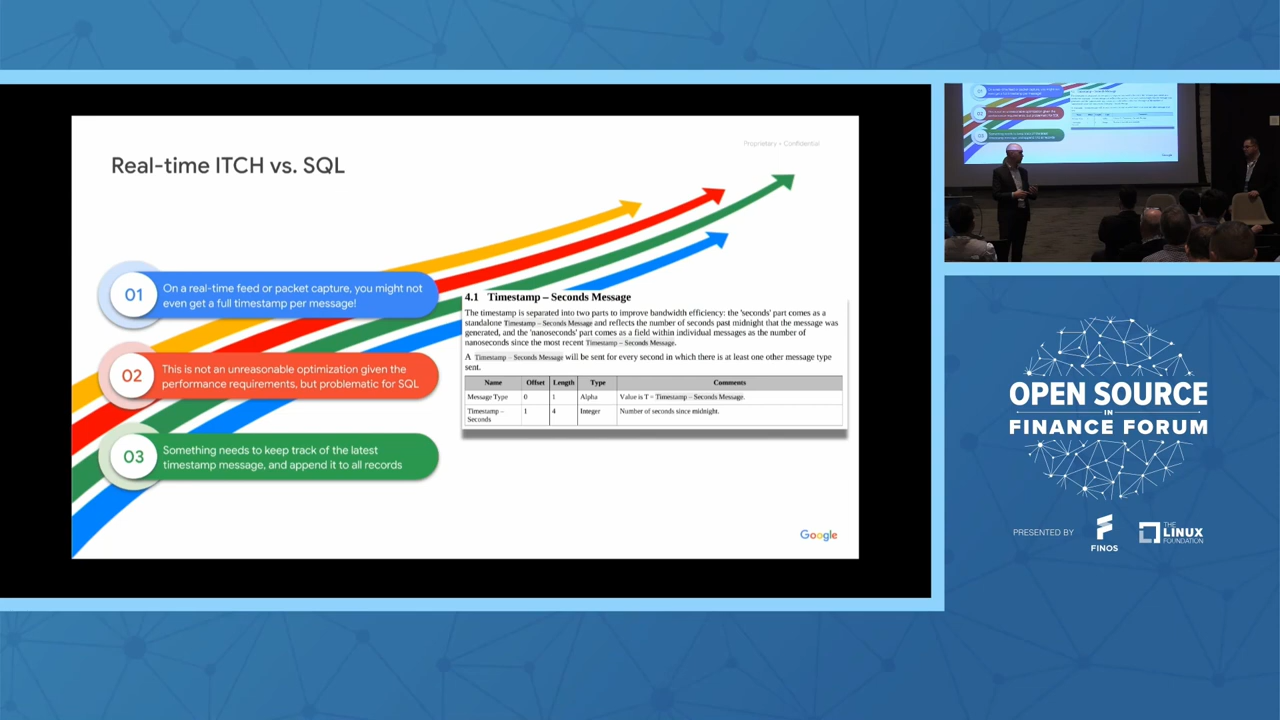 Proprietary + Confidential
Real-time ITCH vs. SQL
01
On a real-time feed or packet capture, you might not
even get a full timestamp per message!
02
This is not an unreasonable optimization given the
performance requirements, but problematic for SQL
03
Something needs to keep track of the latest
timestamp message, and append it to all records
4.1 Timestamp – Seconds Message
The timestamp is separated into two parts to improve bandwidth efficiency: the 'seconds' part comes as a
standalone Timestamp – Seconds Message and reflects the number of seconds past midnight that the message was
generated, and the 'nanoseconds' part comes as a field within individual messages as the number of
nanoseconds since the most recent Timestamp – Seconds Message.
A Timestamp – Seconds Message will be sent for every second in which there is at least one other message type
sent.
Name Offset Length Type Comments
Message Type 0 1 Alpha Value is T = Timestamp – Seconds Message.
Timestamp – 1 4 Integer Number of seconds since midnight.
Seconds
Google
OPEN SOURCE
IN
FINANCE FORUM
PRESENTED BY
FINOS
THE
LINUX
FOUNDATION